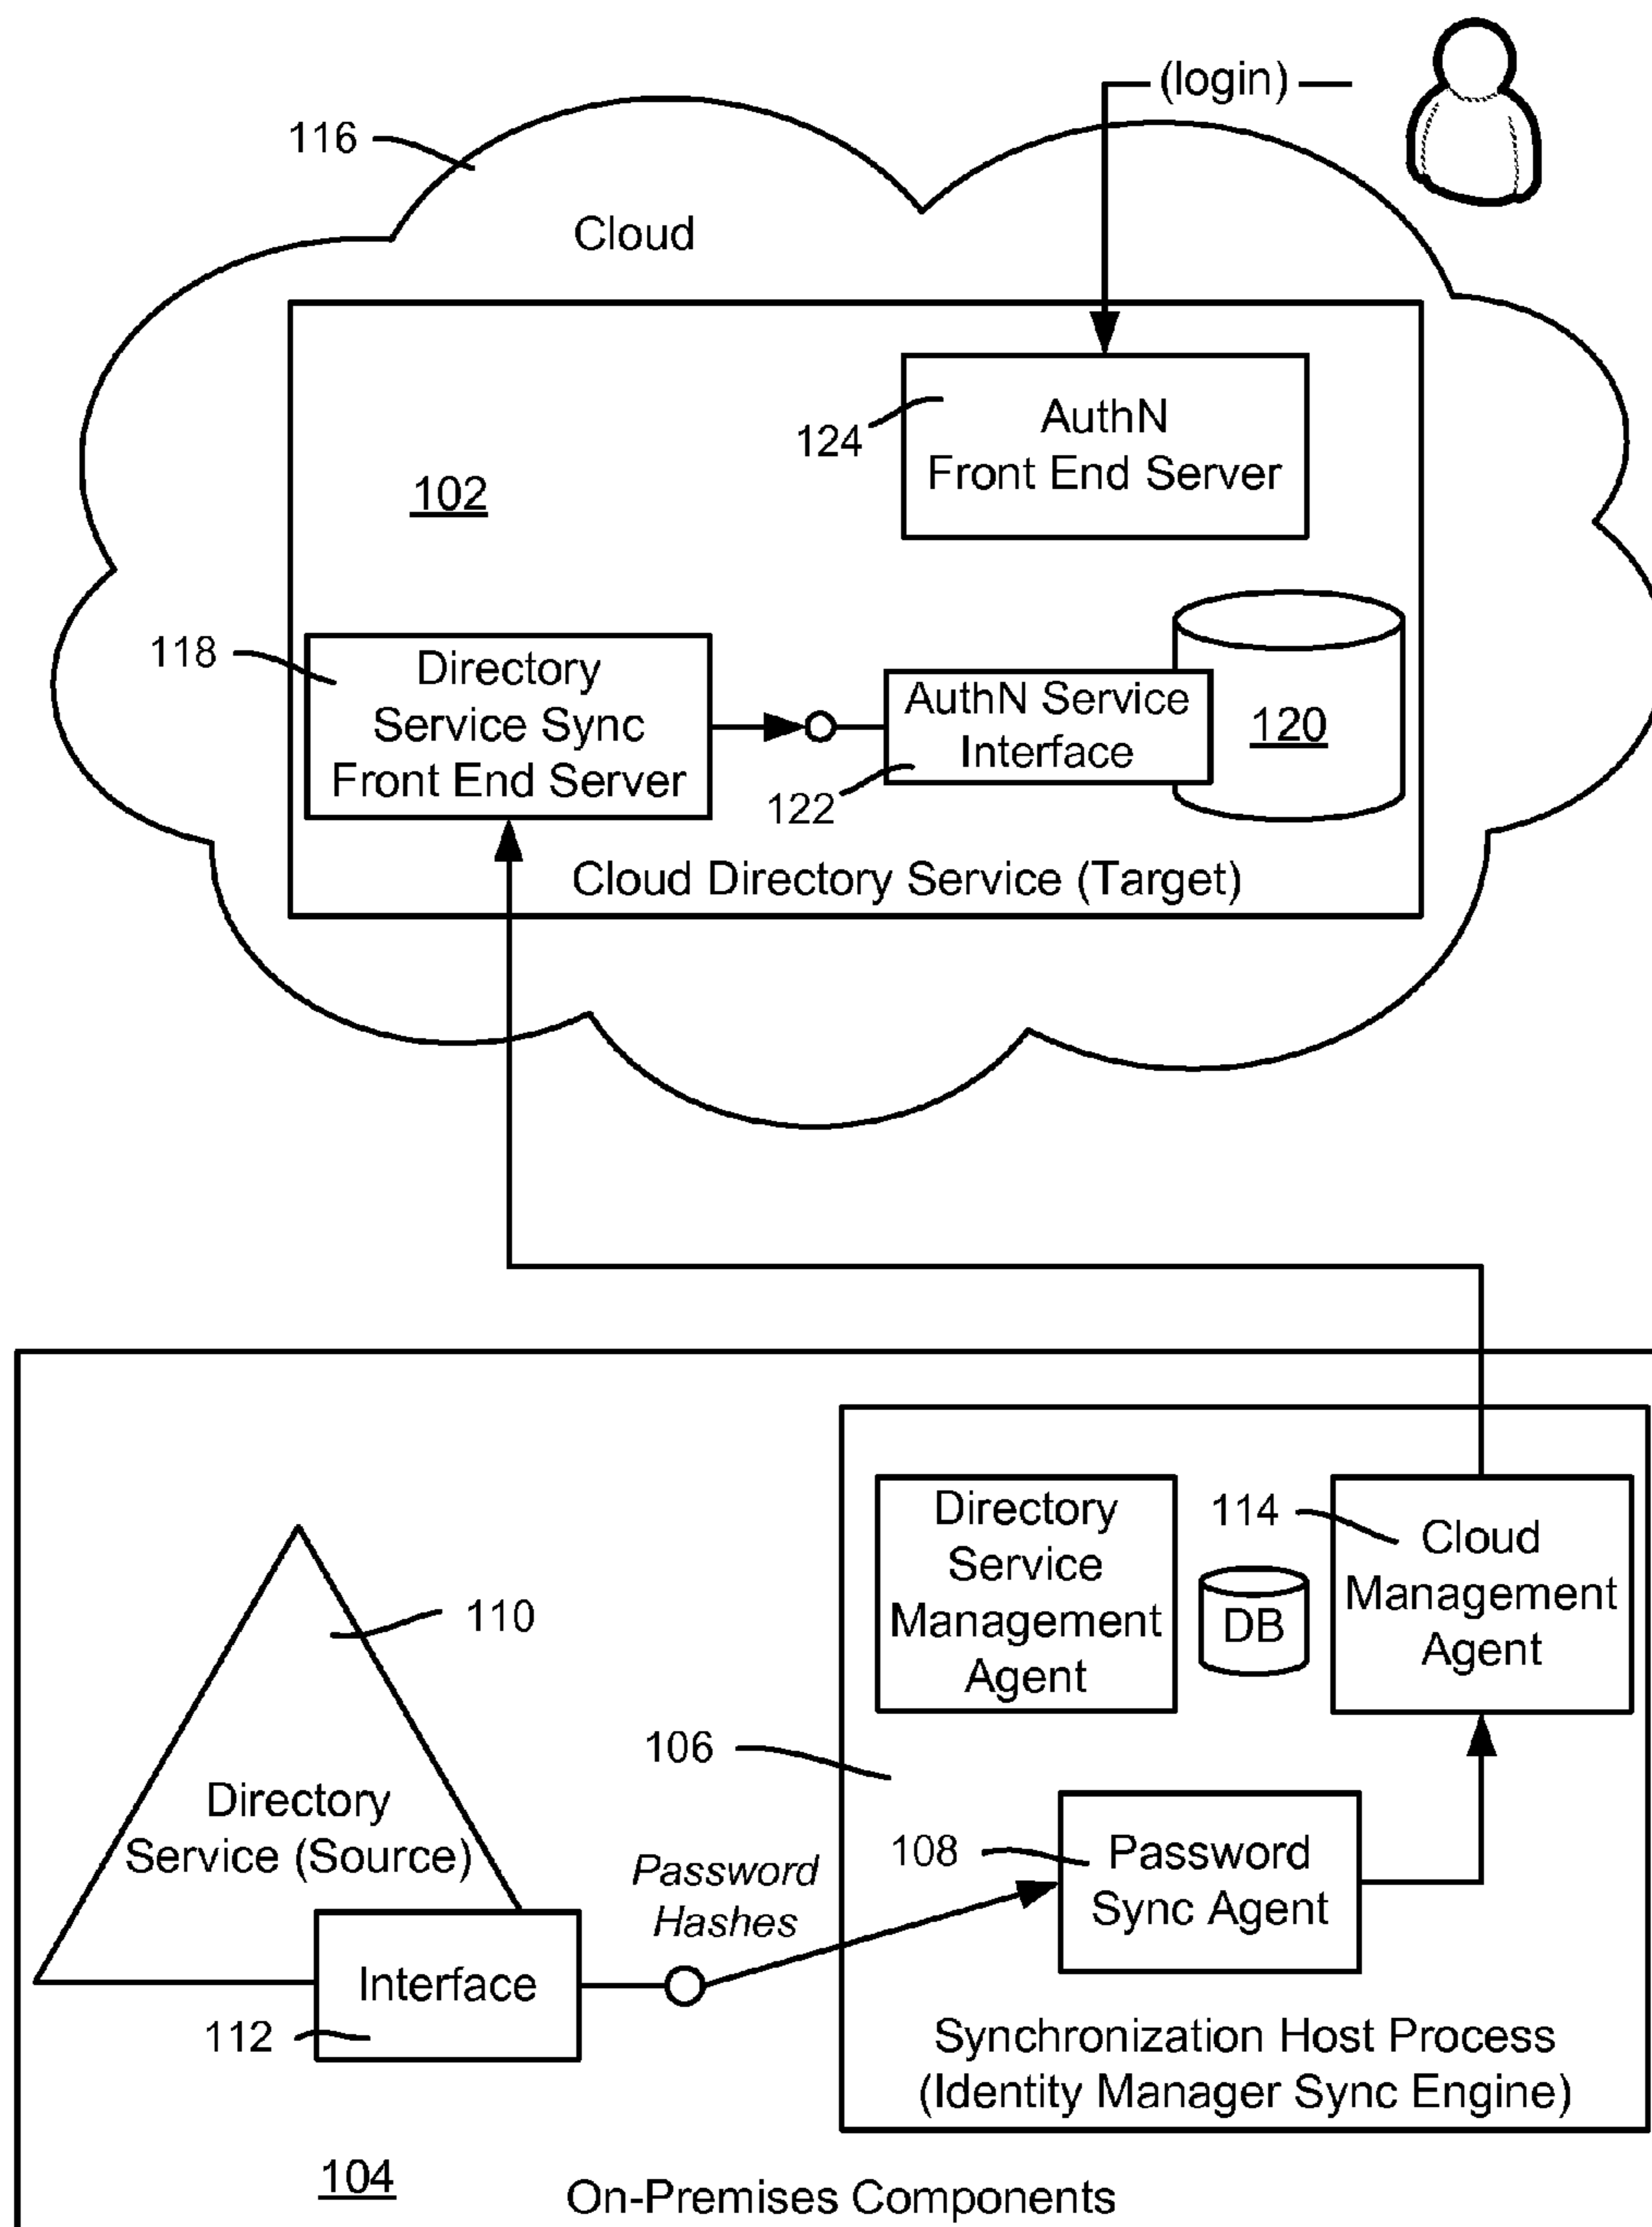 (login)
116
Cloud
124
AuthN
Front End Server
102
118
Directory
Service Sync
Front End Server
AuthN Service
Interface
120
122
Cloud Directory Service (Target)
Directory
Service
Management
Agent
114
DB
Cloud
Management
Agent
110
106
Directory
Service (Source)
Password
Hashes
108
Password
Sync Agent
Interface
112
Synchronization Host Process
(Identity Manager Sync Engine)
104
On-Premises Components